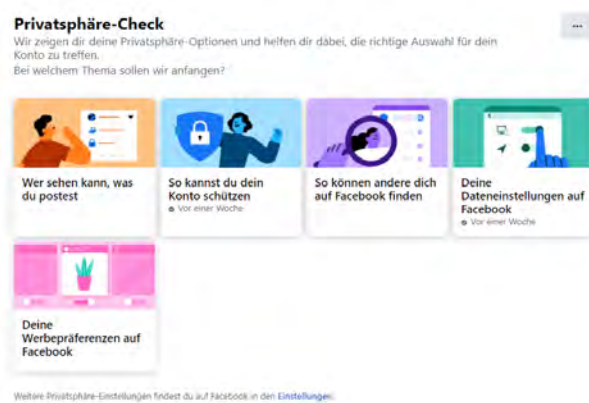 Privatsphäre-Check
Wir zeigen dir deine Privatsphäre-Optionen und helfen dir dabei, die richtige Auswahl für dein
Konto zu treffen.
Bei welchem Thema sollen wir anfangen?
Wer sehen kann, was
du postest
So kannst du dein
Konto schützen
Vor einer Woche
So können andere dich
auf Facebook finden
Deine
Dateneinstellungen auf
Facebook
Vor einer Woche
Deine
Werbepräferenzen auf
Facebook
Weitere Privatsphäre-Einstellungen findest du auf Facebook in den Einstellungen.